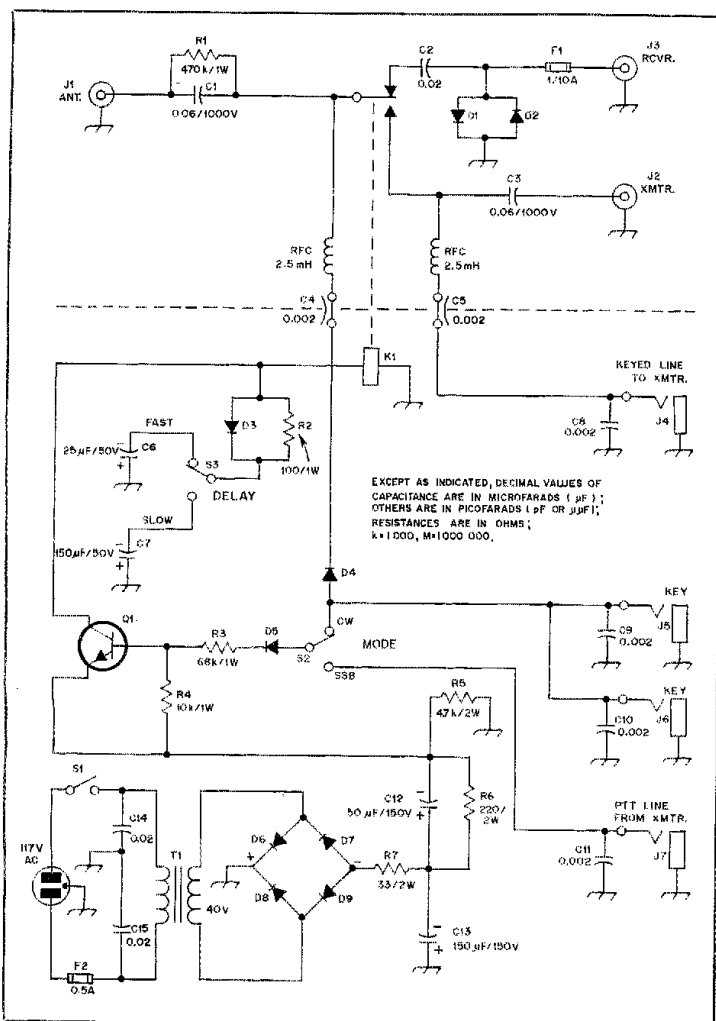 R1
470k/1W
J1
ANT.
C1
0.06/1000V
C2
0.02
F1
1/10A
J3
RCVR.
D1
D2
J2
XMTR.
C3
0.06/1000V
RFC
2.5mH
RFC
2.5mH
C4
0.002
C5
0.002
K1
KEYED LINE
TO XMTR.
C8
0.002
J4
FAST
25µF/50V
C6
S3
D3
R2
100/1W
DELAY
SLOW
150µF/50V
C7
EXCEPT AS INDICATED, DECIMAL VALUES OF
CAPACITANCE ARE IN MICROFARADS (µF);
OTHERS ARE IN PICOFARADS (pF OR µµF);
RESISTANCES ARE IN OHMS;
k=1000, M=1000 000.
D4
Q1
R3
68k/1W
D5
CW
S2
MODE
SSB
KEY
J5
C9
0.002
R4
10k/1W
R5
4.7k/2W
KEY
J6
C10
0.002
S1
C12
50µF/150V
R6
220/
2W
PTT LINE
FROM XMTR.
C14
0.02
117V
AC
T1
40V
D6
D7
D8
D9
+
-
R7
33/2W
C11
0.002
J7
C15
0.02
C13
150µF/150V
F2
0.5A